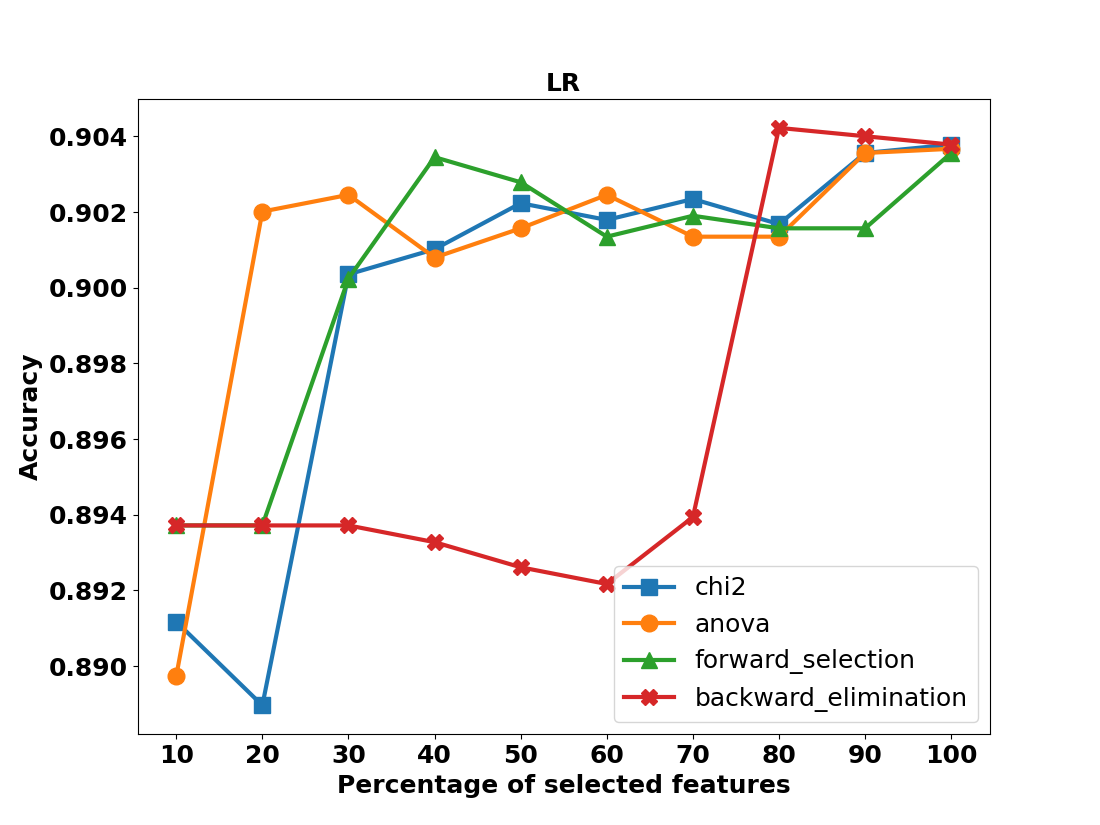 LR
Accuracy
0.904
0.902
0.900
0.898
0.896
0.894
0.892
0.890
chi2
anova
forward_selection
backward_elimination
10 20 30 40 50 60 70 80 90 100
Percentage of selected features